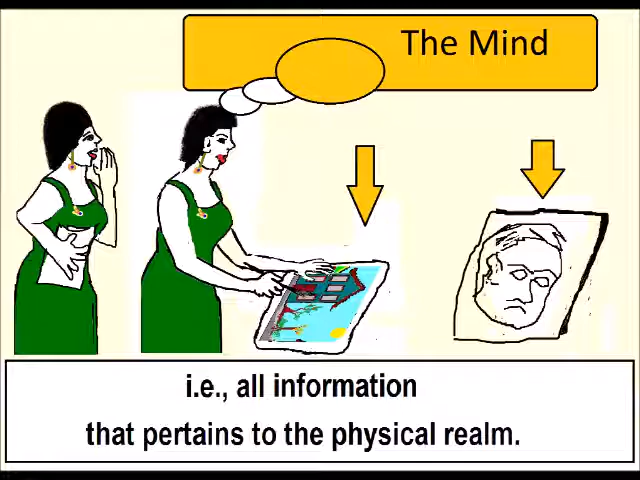 The Mind
i.e., all information
that pertains to the physical realm.